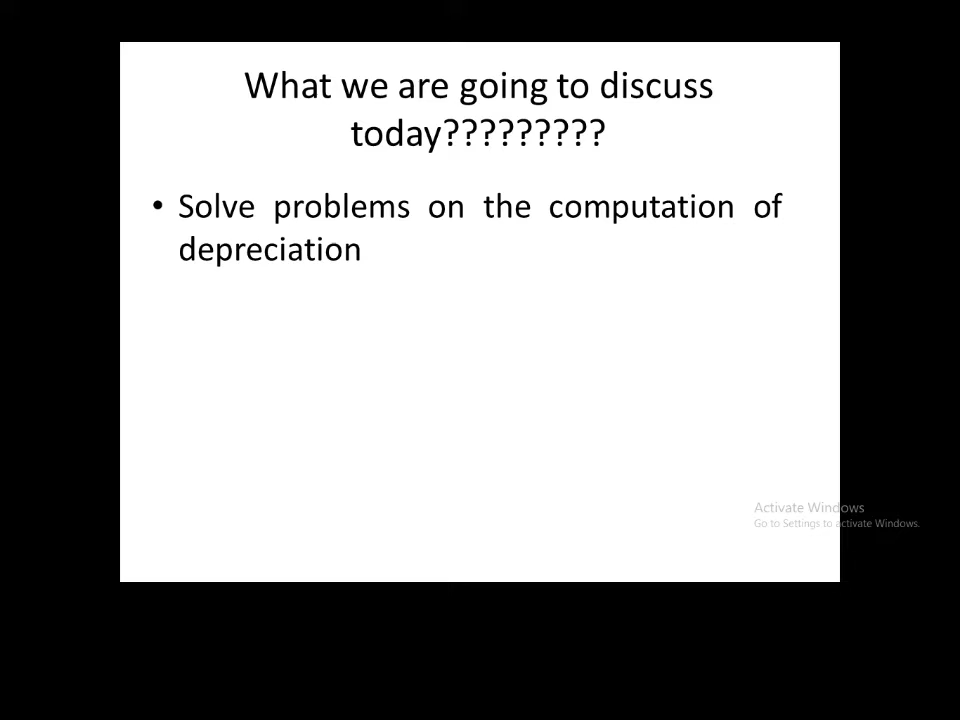 What we are going to discuss
today?????????
• Solve problems on the computation of
depreciation
Activate Windows
Go to Settings to activate Windows.